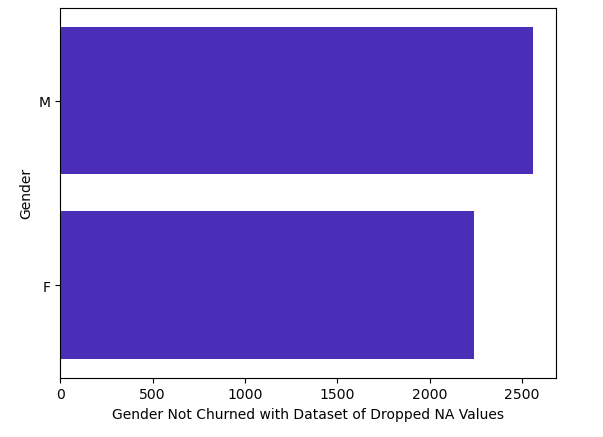 M
Gender
F
0 500 1000 1500 2000 2500
Gender Not Churned with Dataset of Dropped NA Values